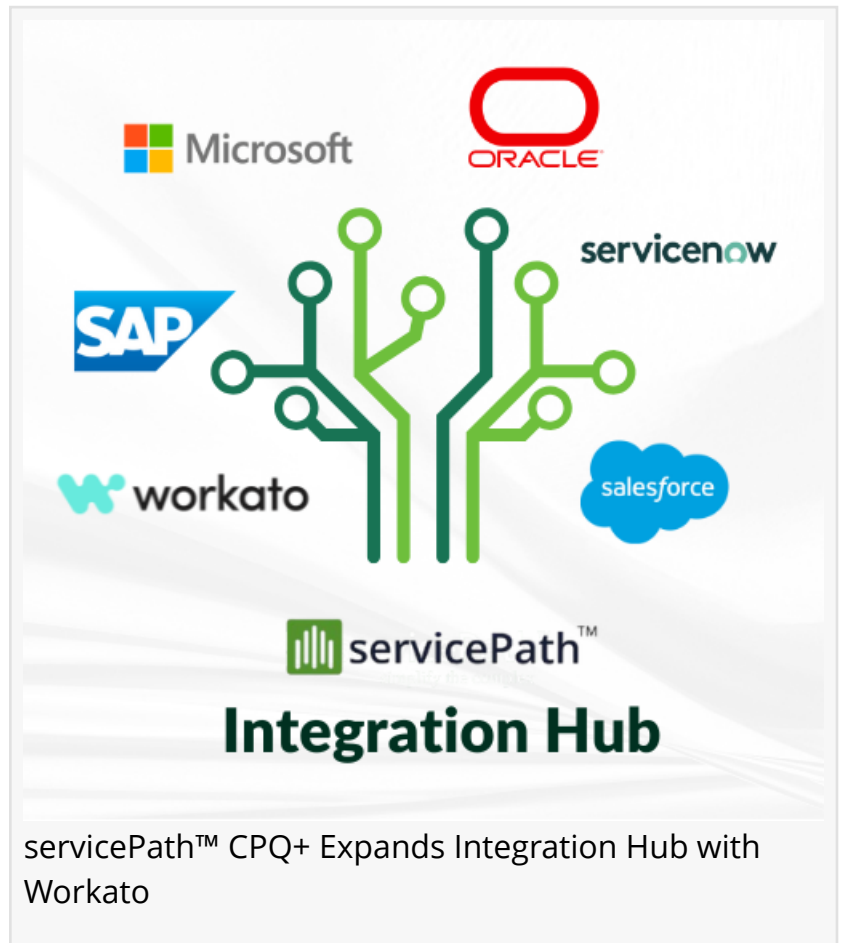 Microsoft
ORACLE
servicenow
SAP
workato
salesforce
servicePath™
Integration Hub
servicePath™ CPQ+ Expands Integration Hub with
Workato